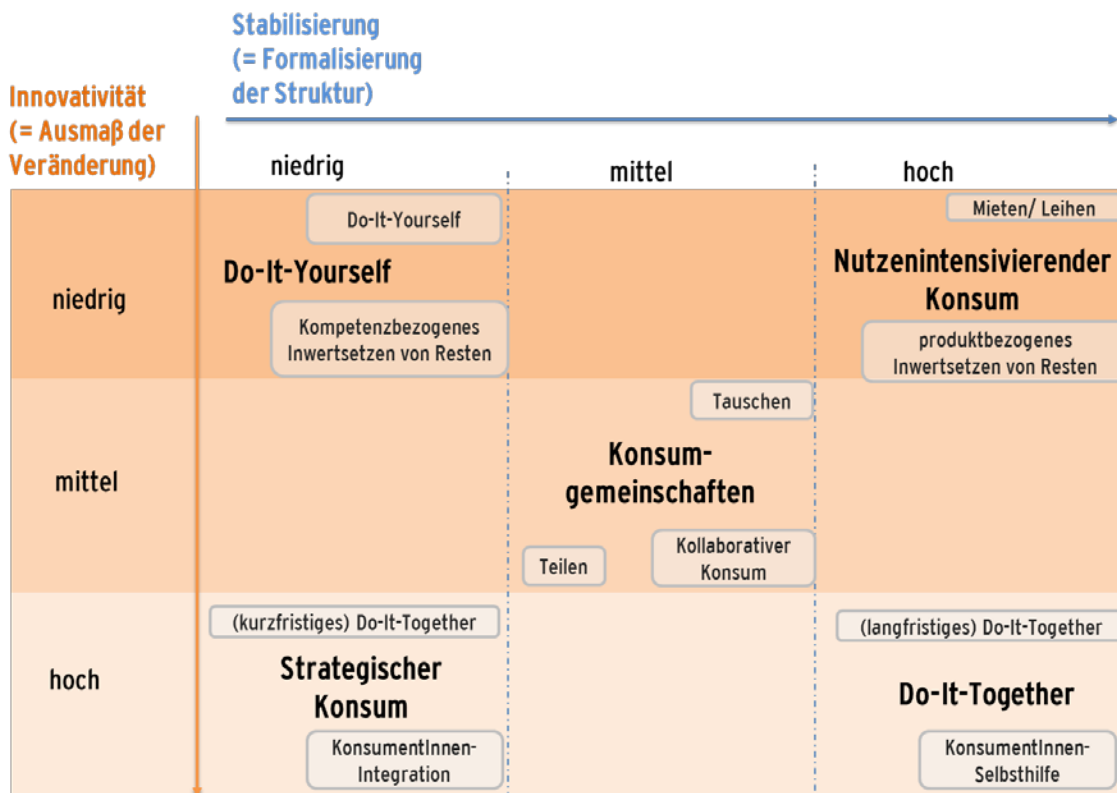 Stabilisierung
(= Formalisierung
der Struktur)
Innovativität
(= Ausmaß der
Veränderung)
niedrig
mittel
hoch
niedrig
Do-It-Yourself
Do-It-Yourself
Kompetenzbezogenes
Inwertsetzen von Resten
Mieten/ Leihen
Nutzenintensivierender
Konsum
produktbezogenes
Inwertsetzen von Resten
mittel
Tauschen
Konsum-
gemeinschaften
Teilen
Kollaborativer
Konsum
hoch
(kurzfristiges) Do-It-Together
Strategischer
Konsum
KonsumentInnen-
Integration
(langfristiges) Do-It-Together
Do-It-Together
KonsumentInnen-
Selbsthilfe